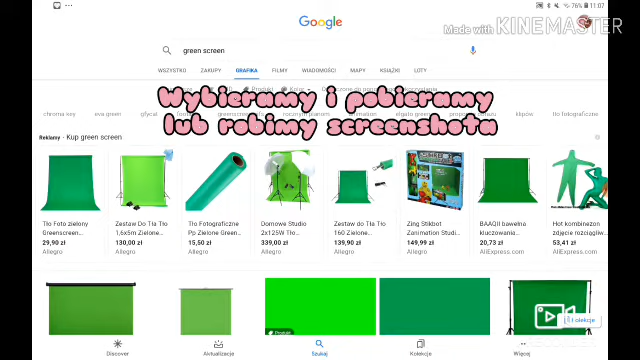 76% 11:07
Google
Made with KINEMASTER
green screen
WSZYSTKO ZAKUPY GRAFIKA FILMY WIADOMOŚCI MAPY KSIĄŻKI LOTY
Wybieramy i pobieramy
lub robimy screenshota
chroma key eva green gfycat
Reklamy • Kup green screen
Tło Foto zielony Greenscreen
29,90 zł
Allegro
Zestaw Do Tła Tło 1,6x5m Zielone
130,00 zł
Allegro
Tło Fotograficzne Pp Zielone Green
15,50 zł
Allegro
Domowe Studio 2x125W Tło
339,00 zł
Allegro
Zestaw do Tła 160 Zielone
139,90 zł
Allegro
Zing Stikbot Zanimation Studi
149,99 zł
Allegro
BAAQII bawełna kluczowania
20,73 zł
AliExpress.com
Hot kombinezon zdjęcie rozciągliw
53,41 zł
AliExpress.com
Produkt
Discover Aktualizacje Szukaj Kolekcje Więcej